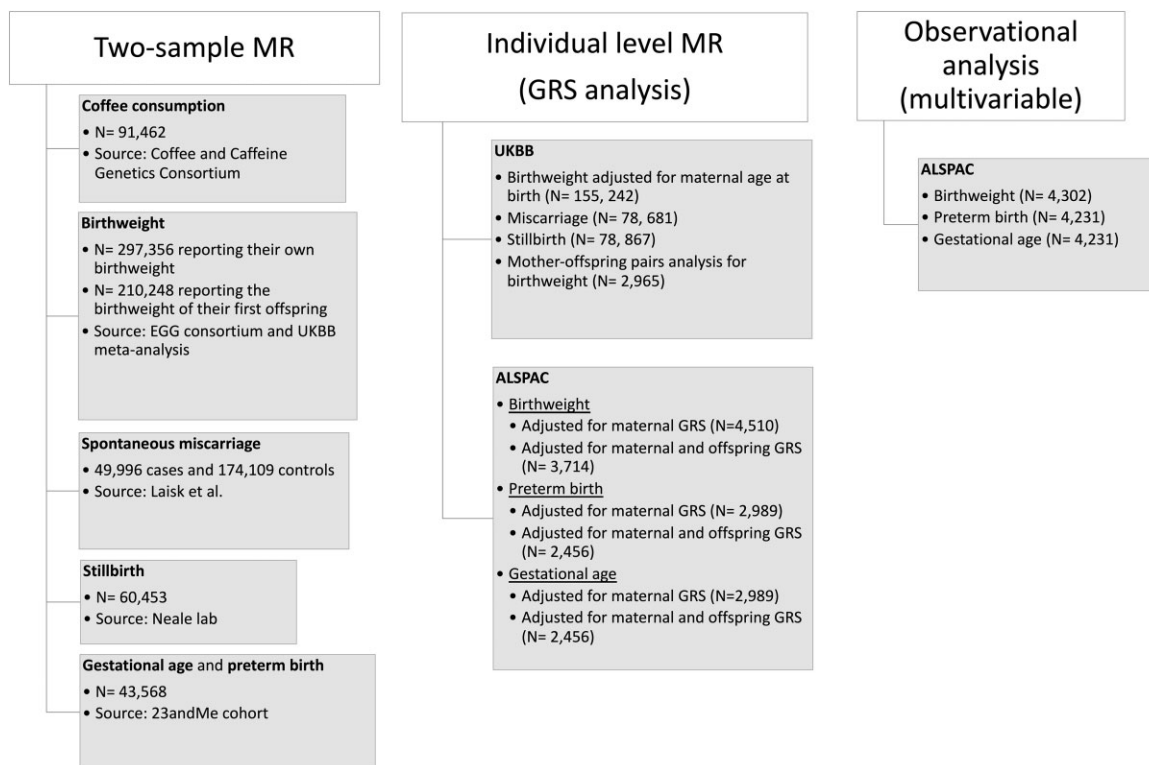 Two-sample MR
Coffee consumption
• N= 91,462
• Source: Coffee and Caffeine
Genetics Consortium
Birthweight
• N= 297,356 reporting their own
birthweight
• N= 210,248 reporting the
birthweight of their first offspring
• Source: EGG consortium and UKBB
meta-analysis
Spontaneous miscarriage
• 49,996 cases and 174,109 controls
• Source: Laisk et al.
Stillbirth
• N= 60,453
• Source: Neale lab
Gestational age and preterm birth
• N= 43,568
• Source: 23andMe cohort
Individual level MR
(GRS analysis)
UKBB
• Birthweight adjusted for maternal age at
birth (N= 155, 242)
• Miscarriage (N= 78, 681)
• Stillbirth (N= 78, 867)
• Mother-offspring pairs analysis for
birthweight (N= 2,965)
ALSPAC
• Birthweight
• Adjusted for maternal GRS (N=4,510)
• Adjusted for maternal and offspring GRS
(N= 3,714)
• Preterm birth
• Adjusted for maternal GRS (N= 2,989)
• Adjusted for maternal and offspring GRS
(N= 2,456)
• Gestational age
• Adjusted for maternal GRS (N=2,989)
• Adjusted for maternal and offspring GRS
(N= 2,456)
Observational
analysis
(multivariable)
ALSPAC
• Birthweight (N= 4,302)
• Preterm birth (N= 4,231)
• Gestational age (N= 4,231)